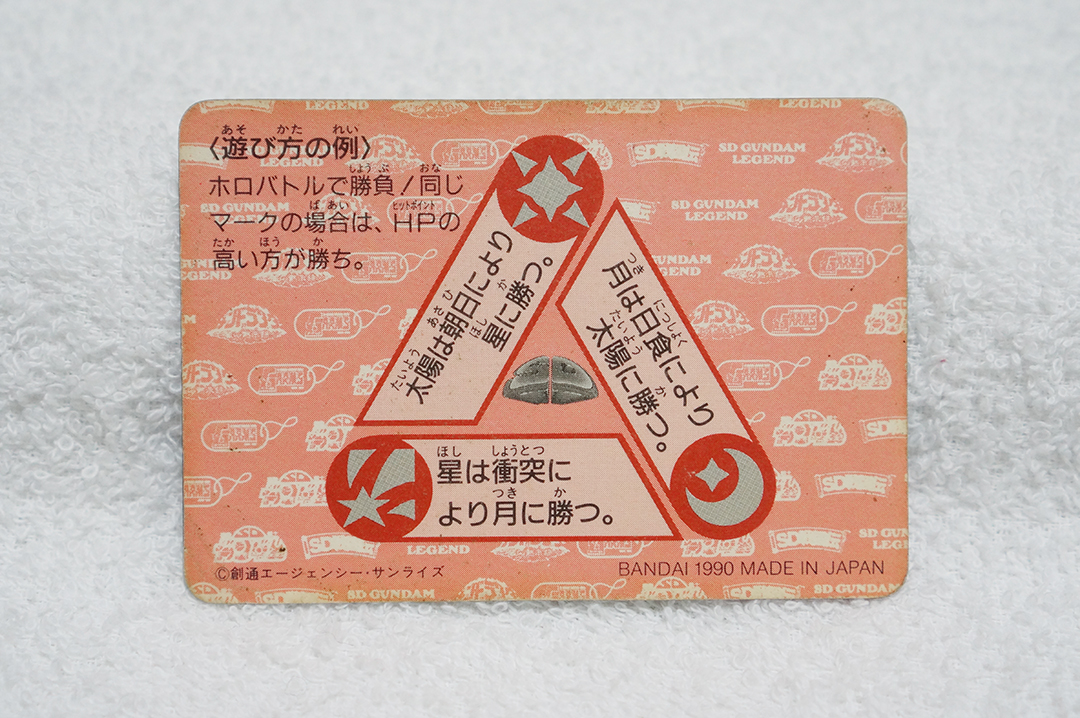 〈遊び方の例〉
ホロバトルで勝負!同じ
マークの場合は、HPの
高い方が勝ち。
太陽は朝日により
星に勝つ。
月は日食により
太陽に勝つ。
星は衝突に
より月に勝つ。
©創通エージェンシー・サンライズ
BANDAI 1990 MADE IN JAPAN
SD GUNDAM
LEGEND